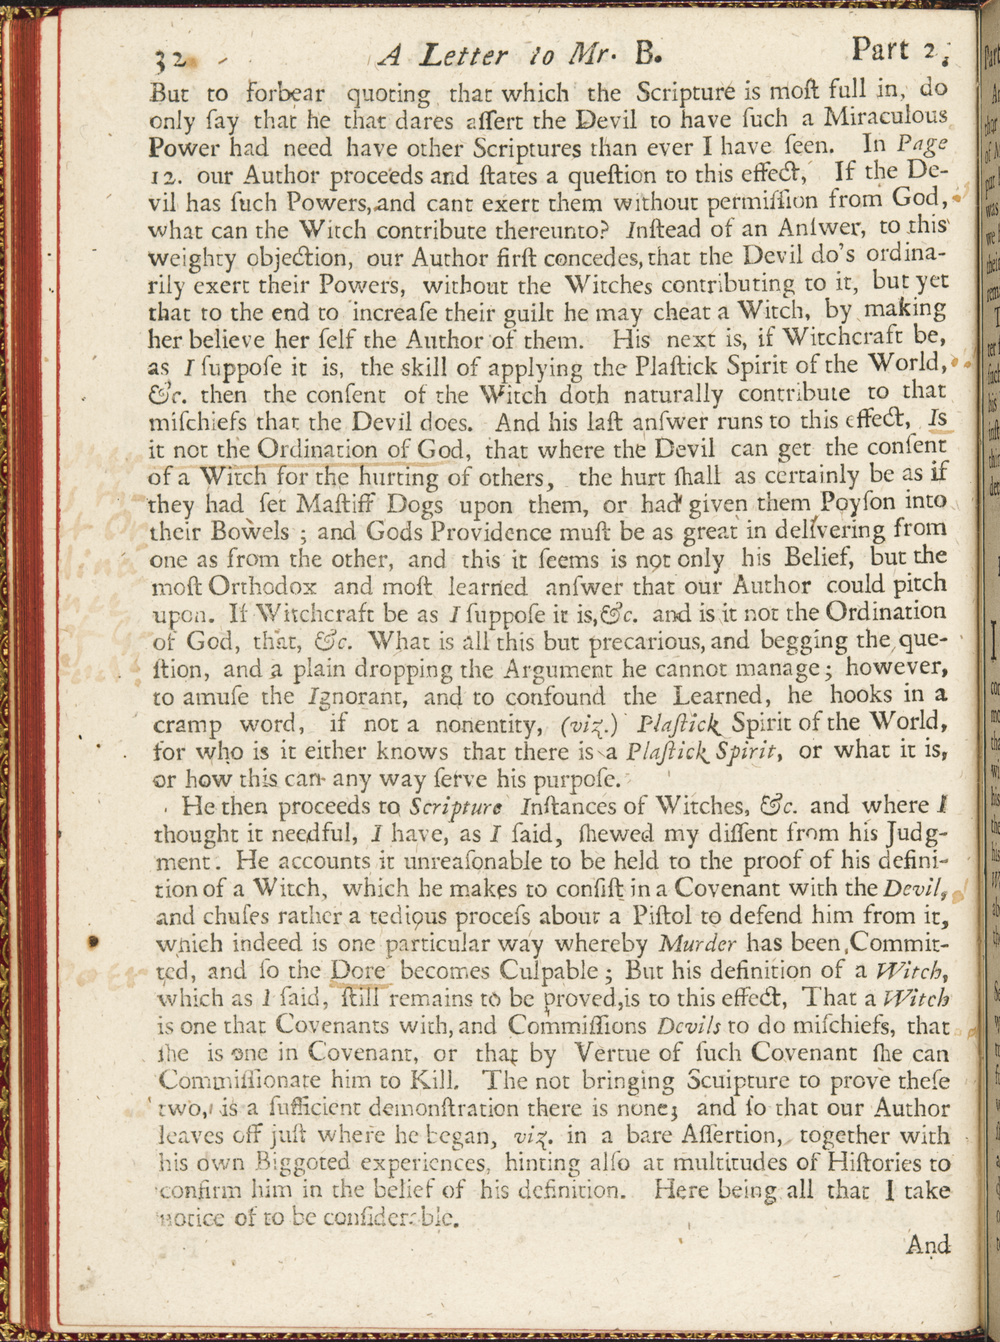 32 A Letter to Mr. B. Part 2.
But to forbear quoting that which the Scripture is moſt full in, do
only ſay that he that dares aſſert the Devil to have ſuch a Miraculous
Power had need have other Scriptures than ever I have ſeen. In Page
12. our Author proceeds and ſtates a queſtion to this effect, If the De-
vil has ſuch Powers, and cant exert them without permiſſion from God,
what can the Witch contribute thereunto? Inſtead of an Anſwer, to this
weighty objection, our Author firſt concedes, that the Devil do's ordina-
rily exert their Powers, without the Witches contributing to it, but yet
that to the end to increaſe their guilt he may cheat a Witch, by making
her believe her ſelf the Author of them. His next is, if Witchcraft be,
as I ſuppoſe it is, the skill of applying the Plaſtick Spirit of the World,
&c. then the conſent of the Witch doth naturally contribute to that
miſchiefs that the Devil does. And his laſt anſwer runs to this effect, Is
it not the Ordination of God, that where the Devil can get the conſent
of a Witch for the hurting of others, the hurt ſhall as certainly be as if
they had ſet Maſtiff Dogs upon them, or had given them Poyſon into
their Bowels ; and Gods Providence muſt be as great in delivering from
one as from the other, and this it ſeems is not only his Belief, but the
moſt Orthodox and moſt learned anſwer that our Author could pitch
upon. If Witchcraft be as I ſuppoſe it is, &c. and is it not the Ordination
of God, that, &c. What is all this but precarious, and begging the que-
ſtion, and a plain dropping the Argument he cannot manage; however,
to amuſe the Ignorant, and to confound the Learned, he hooks in a
cramp word, if not a nonentity, (viz.) Plaſtick Spirit of the World,
for who is it either knows that there is a Plaſtick Spirit, or what it is,
or how this can any way ſerve his purpoſe.
He then proceeds to Scripture Inſtances of Witches, &c. and where I
thought it needful, I have, as I ſaid, ſhewed my diſſent from his Judg-
ment. He accounts it unreaſonable to be held to the proof of his defini-
tion of a Witch, which he makes to conſiſt in a Covenant with the Devil,
and chuſes rather a tedious proceſs about a Piſtol to defend him from it,
which indeed is one particular way whereby Murder has been Commit-
ted, and ſo the Dore becomes Culpable ; But his definition of a Witch,
which as I ſaid, ſtill remains to be proved, is to this effect, That a Witch
is one that Covenants with, and Commiſſions Devils to do miſchiefs, that
ſhe is one in Covenant, or that by Vertue of ſuch Covenant ſhe can
Commiſſionate him to Kill. The not bringing Scuipture to prove theſe
two, is a ſufficient demonſtration there is none; and ſo that our Author
leaves off juſt where he began, viz. in a bare Aſſertion, together with
his own Biggoted experiences, hinting alſo at multitudes of Hiſtories to
confirm him in the belief of his definition. Here being all that I take
notice of to be conſiderable.
And